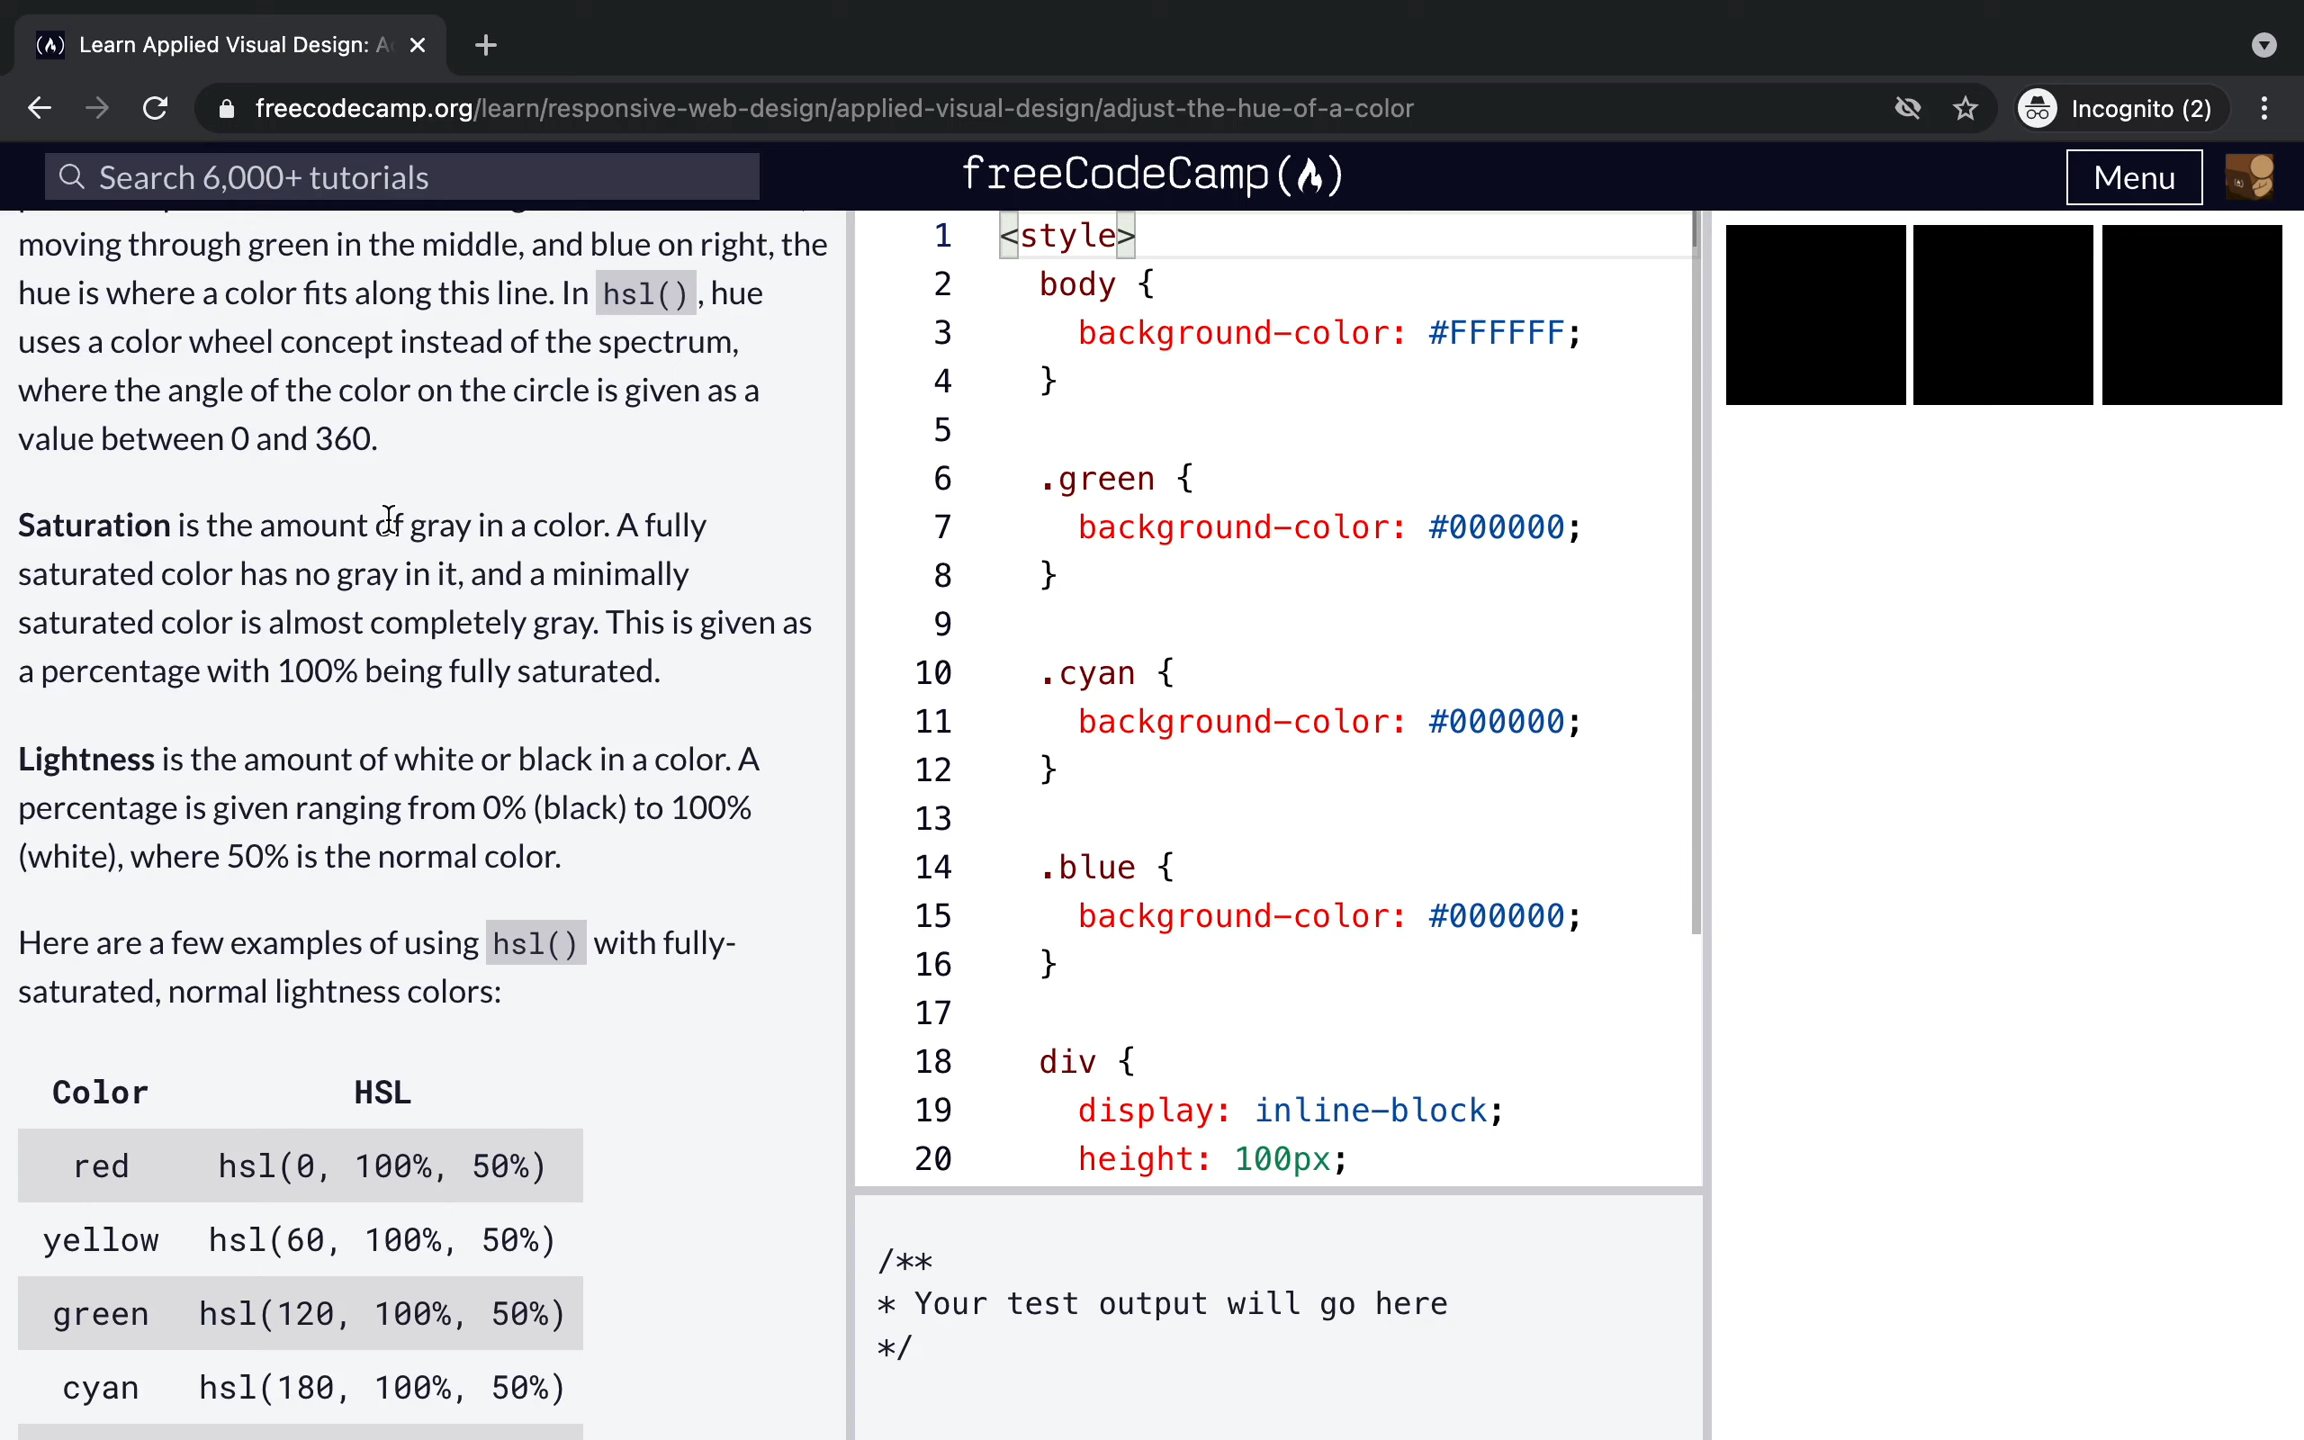 Learn Applied Visual Design: A
freecodecamp.org/learn/responsive-web-design/applied-visual-design/adjust-the-hue-of-a-color
Incognito (2)
Search 6,000+ tutorials
freeCodeCamp
Menu
moving through green in the middle, and blue on right, the
hue is where a color fits along this line. In hsl(), hue
uses a color wheel concept instead of the spectrum,
where the angle of the color on the circle is given as a
value between 0 and 360.
Saturation is the amount of gray in a color. A fully
saturated color has no gray in it, and a minimally
saturated color is almost completely gray. This is given as
a percentage with 100% being fully saturated.
Lightness is the amount of white or black in a color. A
percentage is given ranging from 0% (black) to 100%
(white), where 50% is the normal color.
Here are a few examples of using hsl() with fully-
saturated, normal lightness colors:
Color HSL
red hsl(0, 100%, 50%)
yellow hsl(60, 100%, 50%)
green hsl(120, 100%, 50%)
cyan hsl(180, 100%, 50%)
1 <style>
2 body {
3 background-color: #FFFFFF;
4 }
5
6 .green {
7 background-color: #000000;
8 }
9
10 .cyan {
11 background-color: #000000;
12 }
13
14 .blue {
15 background-color: #000000;
16 }
17
18 div {
19 display: inline-block;
20 height: 100px;
/**
* Your test output will go here
*/